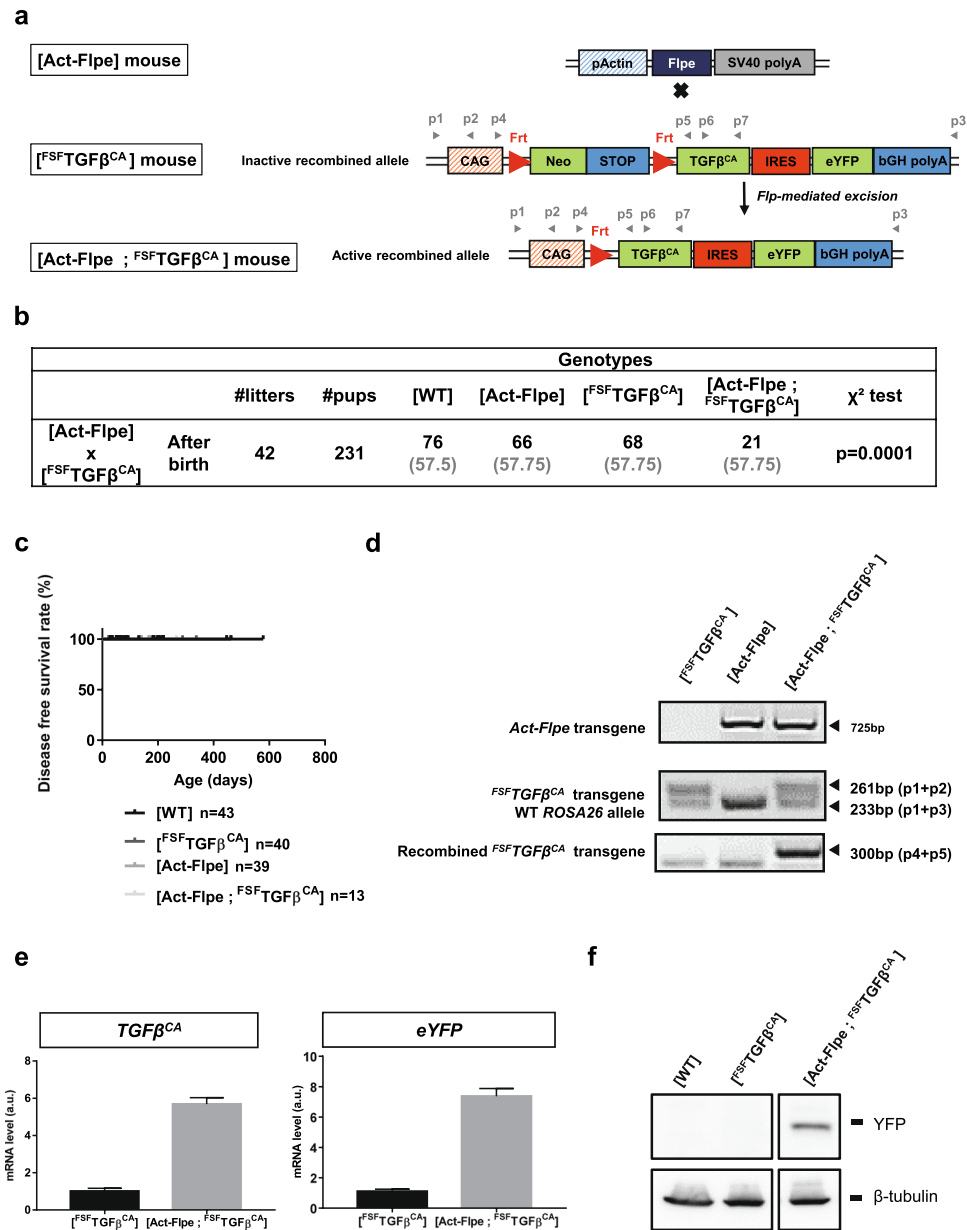 a
[Act-Flpe] mouse
pActin Flpe SV40 polyA
p1 p2 p4 Frt Frt p5 p6 p7 p3
[FSFTGFβCA] mouse
Inactive recombined allele
CAG Neo STOP TGFβCA IRES eYFP bGH polyA
Flp-mediated excision
p1 p2 p4 Frt p5 p6 p7 p3
[Act-Flpe ; FSFTGFβCA] mouse
Active recombined allele
CAG TGFβCA IRES eYFP bGH polyA
b
Genotypes
#litters #pups [WT] [Act-Flpe] [FSFTGFβCA] [Act-Flpe ; FSFTGFβCA] χ² test
[Act-Flpe] x [FSFTGFβCA] After birth 42 231 76 66 68 21 p=0.0001
(57.5) (57.75) (57.75) (57.75)
c
Disease free survival rate (%)
100
50
0
0 200 400 600 800
Age (days)
[WT] n=43
[FSFTGFβCA] n=40
[Act-Flpe] n=39
[Act-Flpe ; FSFTGFβCA] n=13
d
[FSFTGFβCA] [Act-Flpe] [Act-Flpe ; FSFTGFβCA]
Act-Flpe transgene 725bp
FSFTGFβCA transgene 261bp (p1+p2)
WT ROSA26 allele 233bp (p1+p3)
Recombined FSFTGFβCA transgene 300bp (p4+p5)
e
TGFβCA
mRNA level (a.u.)
8
6
4
2
0
[FSFTGFβCA] [Act-Flpe ; FSFTGFβCA]
eYFP
mRNA level (a.u.)
10
8
6
4
2
0
[FSFTGFβCA] [Act-Flpe ; FSFTGFβCA]
f
[WT] [FSFTGFβCA] [Act-Flpe ; FSFTGFβCA]
YFP
β-tubulin